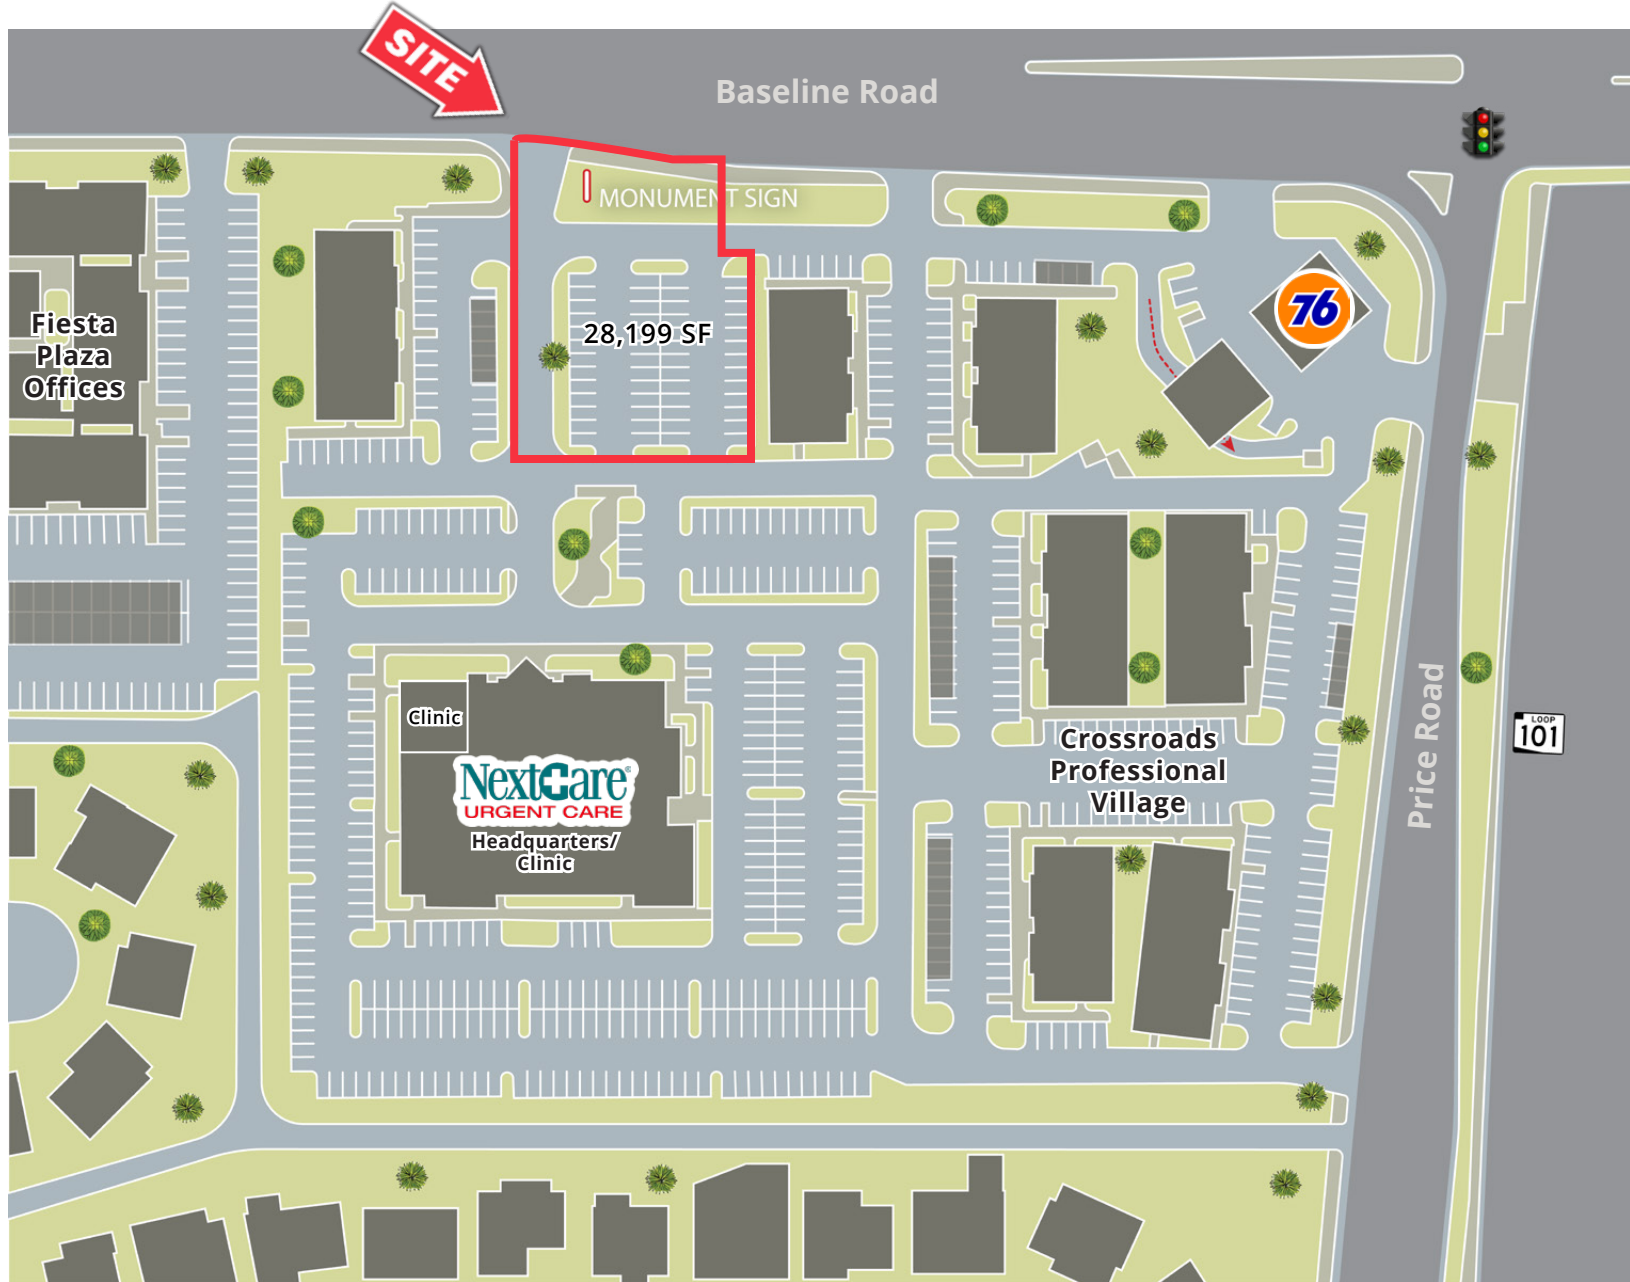 SITE
Baseline Road
MONUMENT SIGN
28,199 SF
76
Fiesta
Plaza
Offices
Clinic
NextCare®
URGENT CARE
Headquarters/
Clinic
Crossroads
Professional
Village
Price Road
LOOP
101